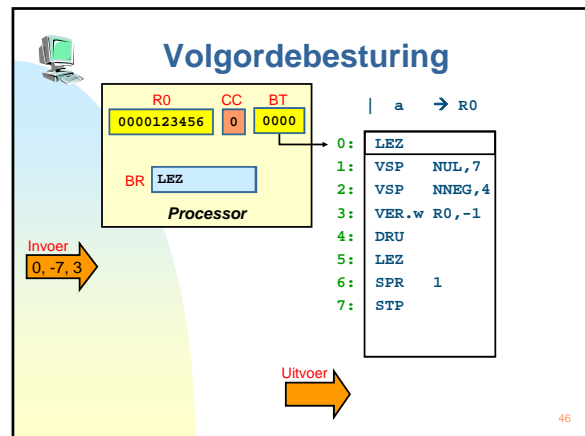 Volgordebesturing
R0 CC BT
0000123456 0 0000
BR LEZ
Processor
Invoer
0, -7, 3
| a → R0
0: LEZ
1: VSP NUL,7
2: VSP NNEG,4
3: VER.w R0,-1
4: DRU
5: LEZ
6: SPR 1
7: STP
Uitvoer
46